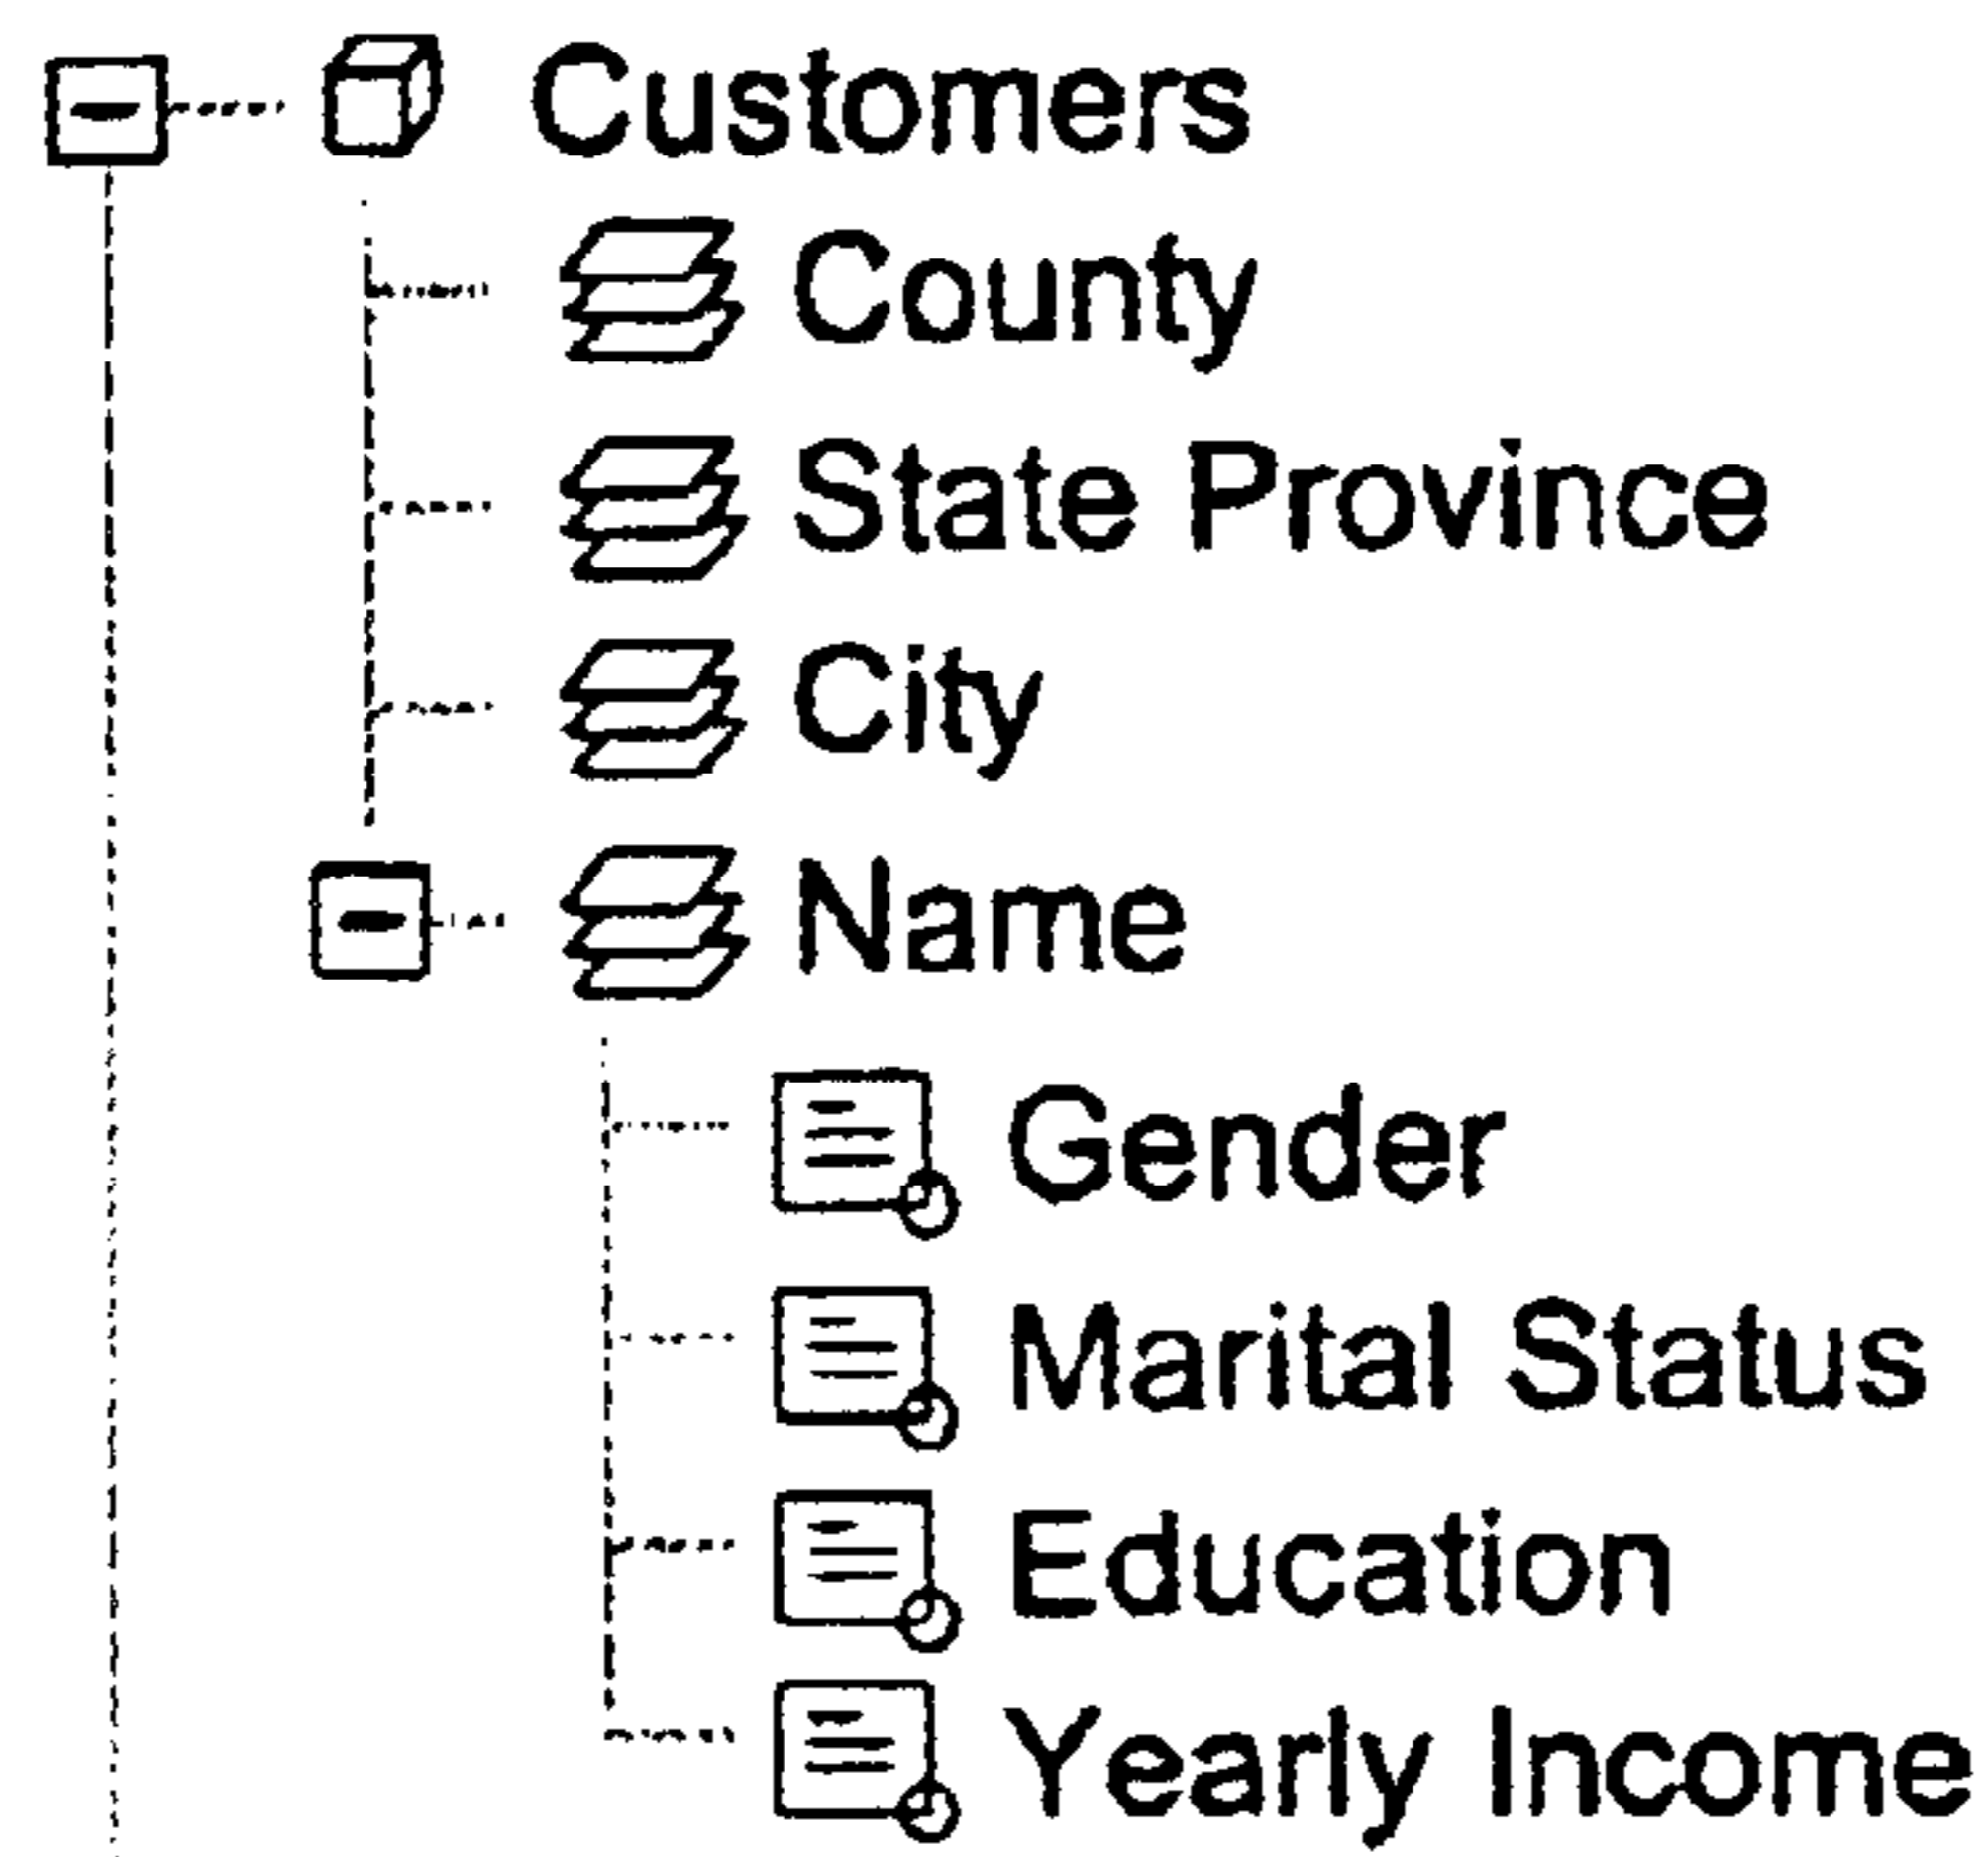 Customers
County
State Province
City
Name
Gender
Marital Status
Education
Yearly Income